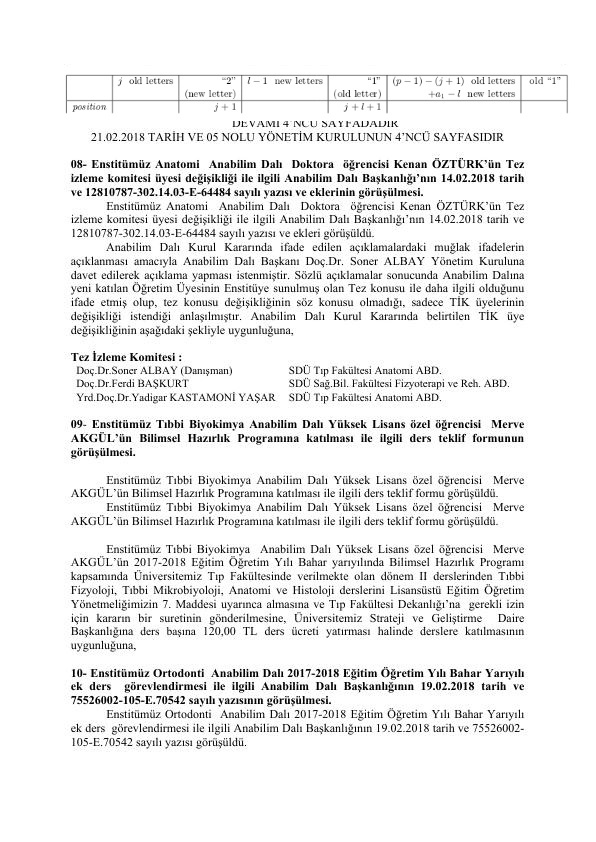 j old letters "2" l − 1 new letters "1" (p − 1) − (j + 1) old letters old "1"
(new letter) (old letter) +a₁ − l new letters
position j + 1 j + l + 1
DEVAMI 4'NCÜ SAYFADADIR
21.02.2018 TARİH VE 05 NOLU YÖNETİM KURULUNUN 4'NCÜ SAYFASIDIR
08- Enstitümüz Anatomi Anabilim Dalı Doktora öğrencisi Kenan ÖZTÜRK'ün Tez
izleme komitesi üyesi değişikliği ile ilgili Anabilim Dalı Başkanlığı'nın 14.02.2018 tarih
ve 12810787-302.14.03-E-64484 sayılı yazısı ve eklerinin görüşülmesi.
Enstitümüz Anatomi Anabilim Dalı Doktora öğrencisi Kenan ÖZTÜRK'ün Tez
izleme komitesi üyesi değişikliği ile ilgili Anabilim Dalı Başkanlığı'nın 14.02.2018 tarih ve
12810787-302.14.03-E-64484 sayılı yazısı ve ekleri görüşüldü.
Anabilim Dalı Kurul Kararında ifade edilen açıklamalardaki muğlak ifadelerin
açıklanması amacıyla Anabilim Dalı Başkanı Doç.Dr. Soner ALBAY Yönetim Kuruluna
davet edilerek açıklama yapması istenmiştir. Sözlü açıklamalar sonucunda Anabilim Dalına
yeni katılan Öğretim Üyesinin Enstitüye sunulmuş olan Tez konusu ile daha ilgili olduğunu
ifade etmiş olup, tez konusu değişikliğinin söz konusu olmadığı, sadece TİK üyelerinin
değişikliği istendiği anlaşılmıştır. Anabilim Dalı Kurul Kararında belirtilen TİK üye
değişikliğinin aşağıdaki şekliyle uygunluğuna,
Tez İzleme Komitesi :
Doç.Dr.Soner ALBAY (Danışman) SDÜ Tıp Fakültesi Anatomi ABD.
Doç.Dr.Ferdi BAŞKURT SDÜ Sağ.Bil. Fakültesi Fizyoterapi ve Reh. ABD.
Yrd.Doç.Dr.Yadigar KASTAMONİ YAŞAR SDÜ Tıp Fakültesi Anatomi ABD.
09- Enstitümüz Tıbbi Biyokimya Anabilim Dalı Yüksek Lisans özel öğrencisi Merve
AKGÜL'ün Bilimsel Hazırlık Programına katılması ile ilgili ders teklif formunun
görüşülmesi.
Enstitümüz Tıbbi Biyokimya Anabilim Dalı Yüksek Lisans özel öğrencisi Merve
AKGÜL'ün Bilimsel Hazırlık Programına katılması ile ilgili ders teklif formu görüşüldü.
Enstitümüz Tıbbi Biyokimya Anabilim Dalı Yüksek Lisans özel öğrencisi Merve
AKGÜL'ün Bilimsel Hazırlık Programına katılması ile ilgili ders teklif formu görüşüldü.
Enstitümüz Tıbbi Biyokimya Anabilim Dalı Yüksek Lisans özel öğrencisi Merve
AKGÜL'ün 2017-2018 Eğitim Öğretim Yılı Bahar yarıyılında Bilimsel Hazırlık Programı
kapsamında Üniversitemiz Tıp Fakültesinde verilmekte olan dönem II derslerinden Tıbbi
Fizyoloji, Tıbbi Mikrobiyoloji, Anatomi ve Histoloji derslerini Lisansüstü Eğitim Öğretim
Yönetmeliğimizin 7. Maddesi uyarınca almasına ve Tıp Fakültesi Dekanlığı'na gerekli izin
için kararın bir suretinin gönderilmesine, Üniversitemiz Strateji ve Geliştirme Daire
Başkanlığına ders başına 120,00 TL ders ücreti yatırması halinde derslere katılmasının
uygunluğuna,
10- Enstitümüz Ortodonti Anabilim Dalı 2017-2018 Eğitim Öğretim Yılı Bahar Yarıyılı
ek ders görevlendirmesi ile ilgili Anabilim Dalı Başkanlığının 19.02.2018 tarih ve
75526002-105-E.70542 sayılı yazısının görüşülmesi.
Enstitümüz Ortodonti Anabilim Dalı 2017-2018 Eğitim Öğretim Yılı Bahar Yarıyılı
ek ders görevlendirmesi ile ilgili Anabilim Dalı Başkanlığının 19.02.2018 tarih ve 75526002-
105-E.70542 sayılı yazısı görüşüldü.